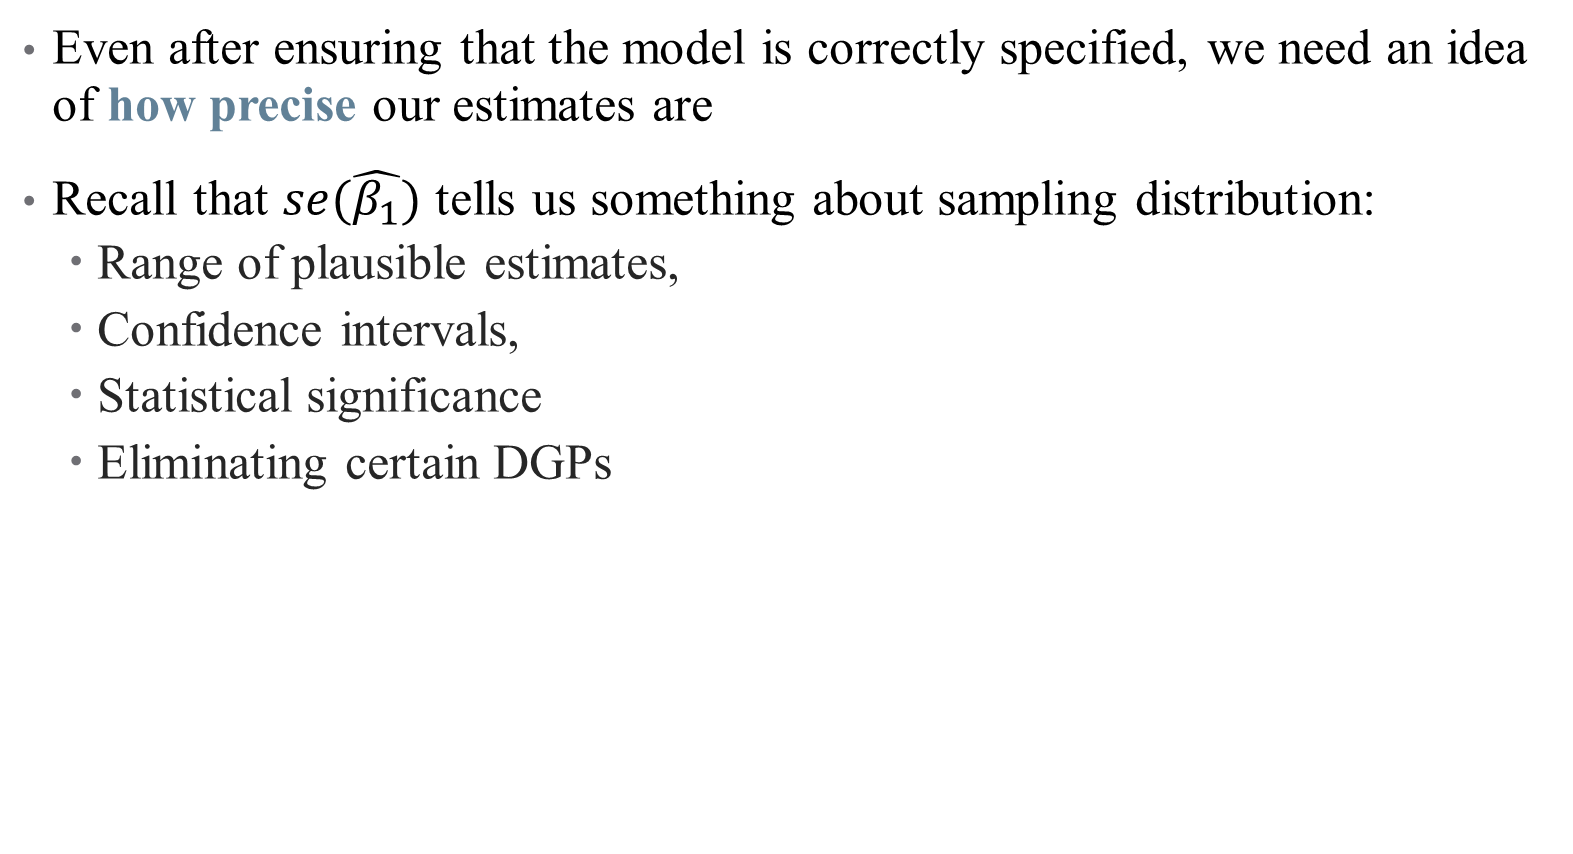 • Even after ensuring that the model is correctly specified, we need an idea
of how precise our estimates are
• Recall that 𝑠𝑒(𝛽̂₁) tells us something about sampling distribution:
• Range of plausible estimates,
• Confidence intervals,
• Statistical significance
• Eliminating certain DGPs